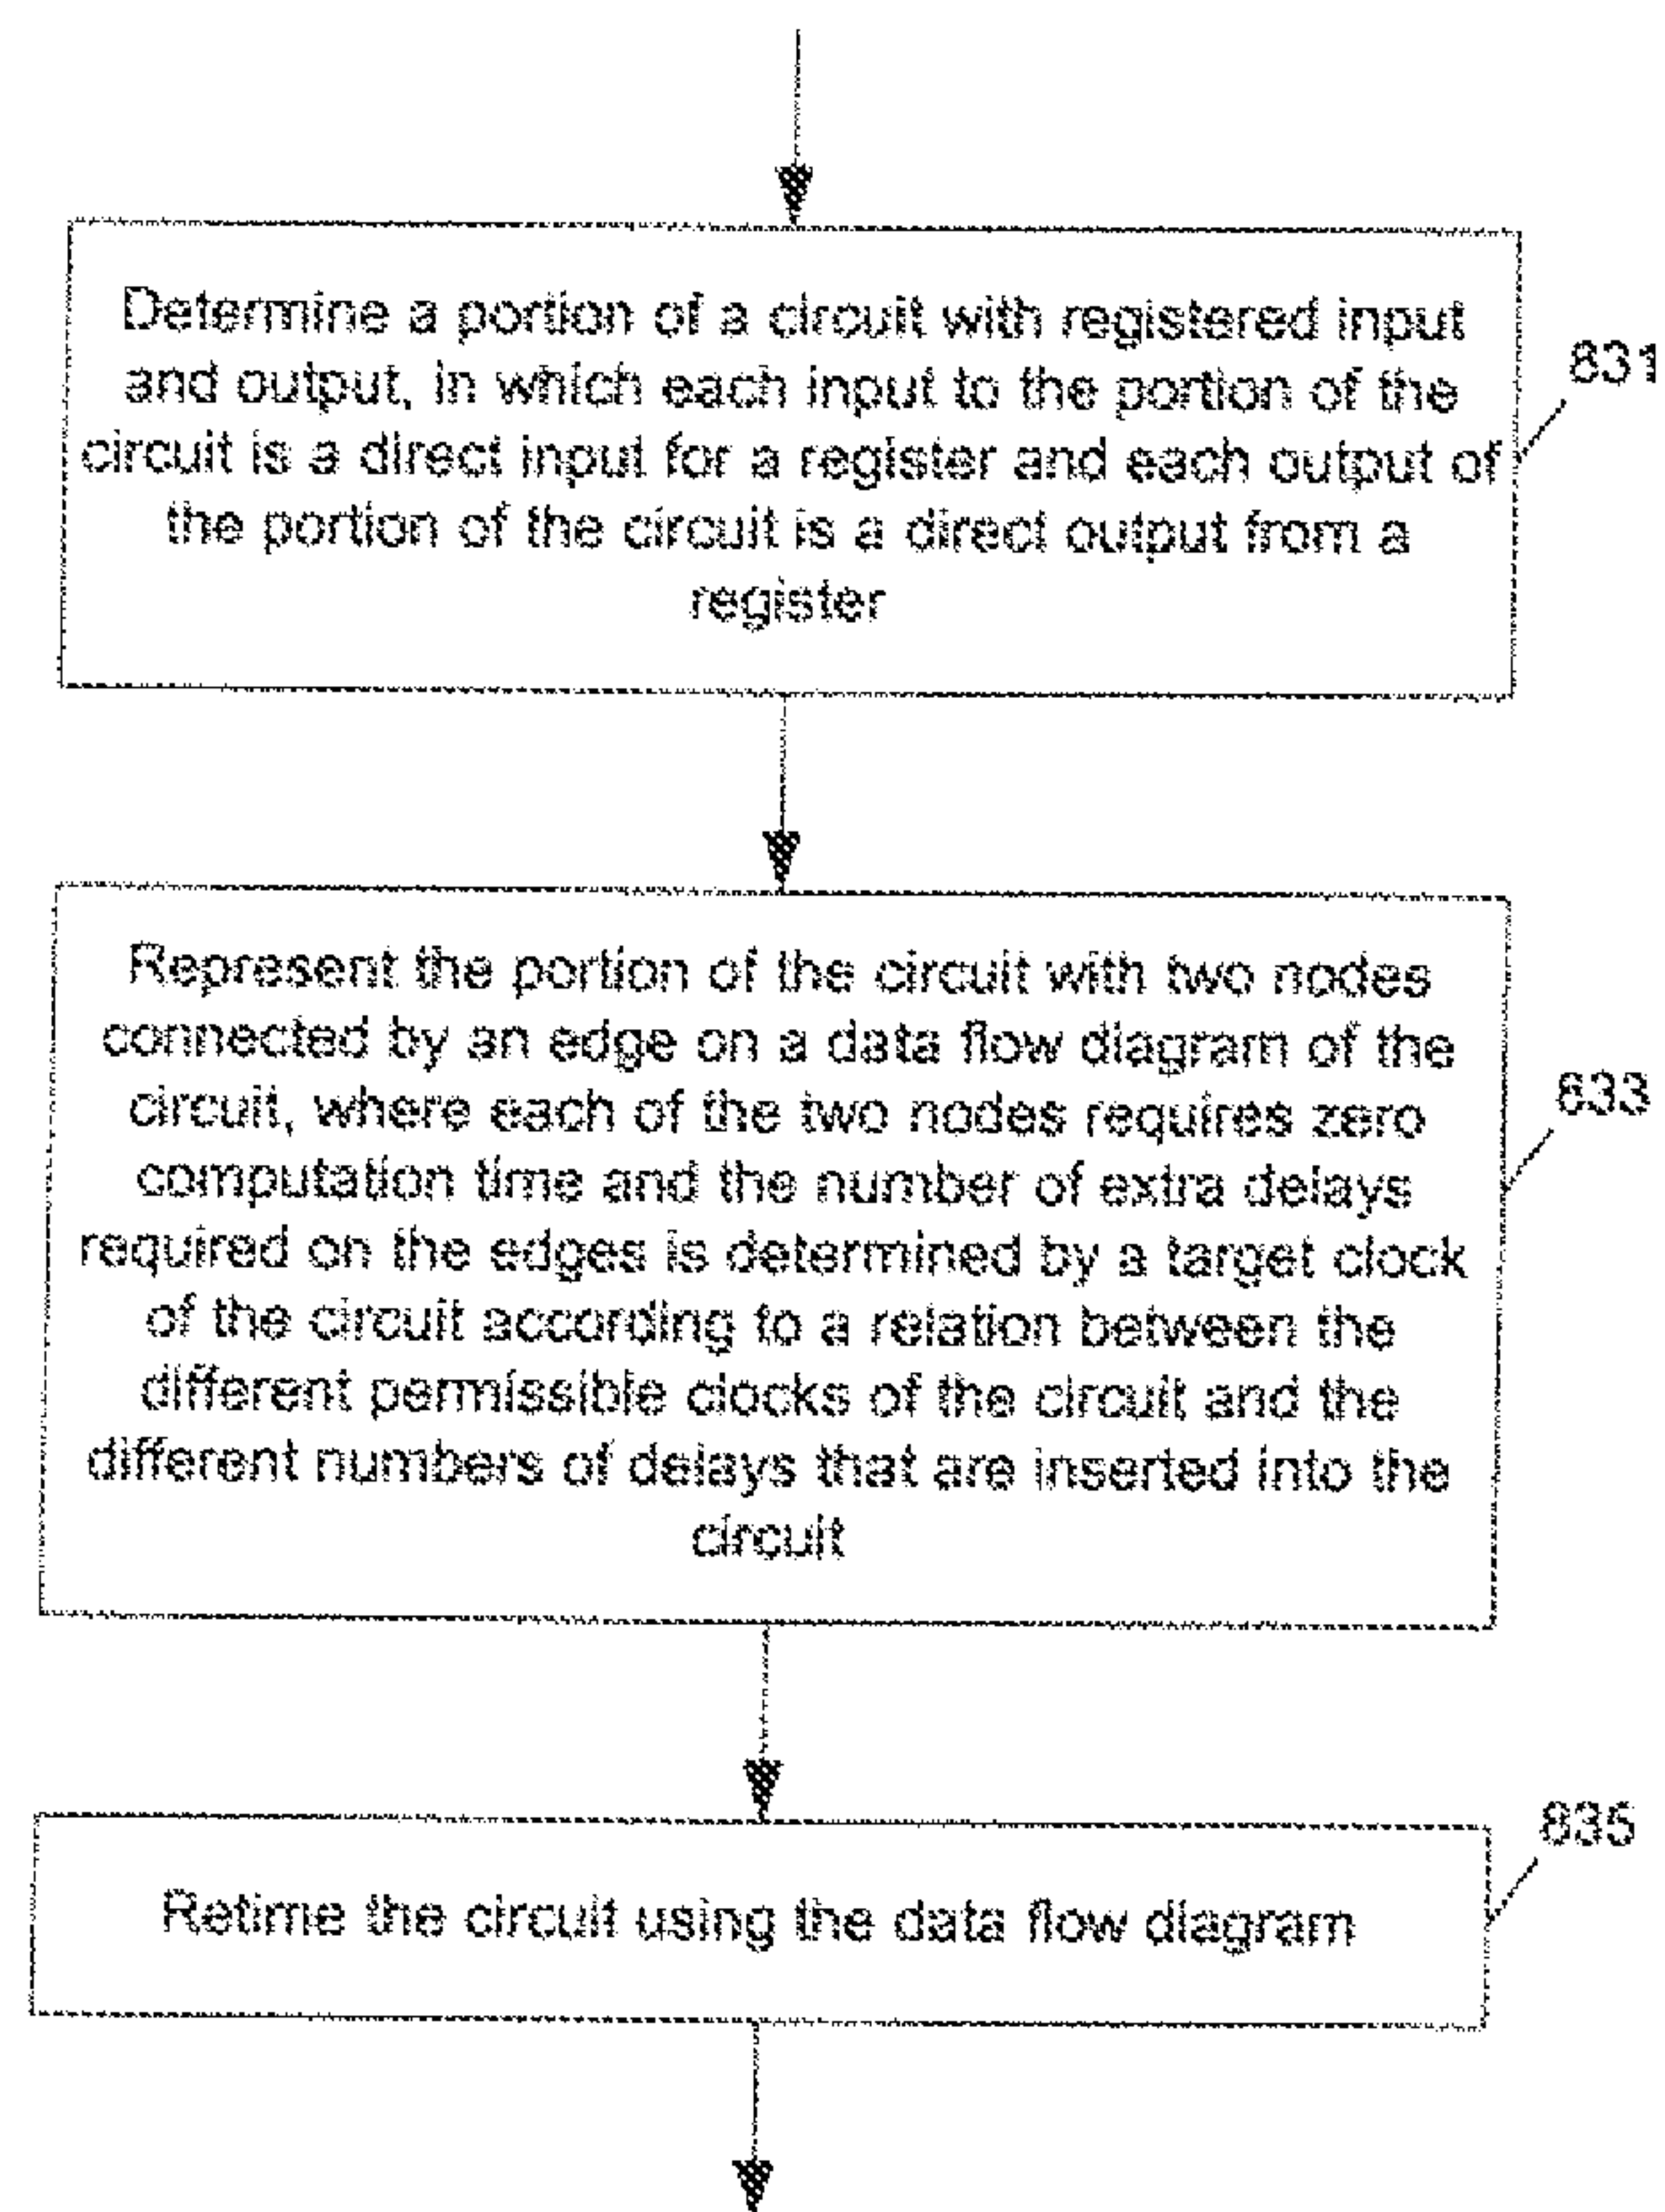 Determine a portion of a circuit with registered input
and output, in which each input to the portion of the
circuit is a direct input for a register and each output of
the portion of the circuit is a direct output from a
register
Represent the portion of the circuit with two nodes
connected by an edge on a data flow diagram of the
circuit, where each of the two nodes requires zero
computation time and the number of extra delays
required on the edges is determined by a target clock
of the circuit according to a relation between the
different permissible clocks of the circuit and the
different numbers of delays that are inserted into the
circuit
Retime the circuit using the data flow diagram